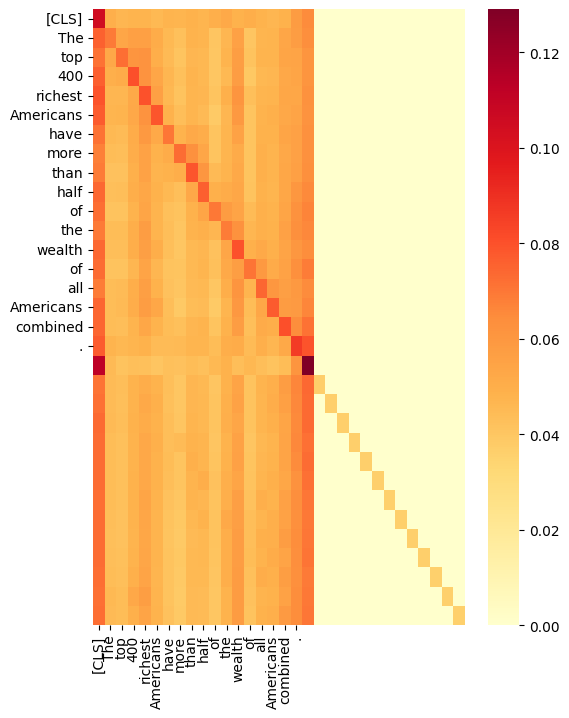 [CLS]
The
top
400
richest
Americans
have
more
than
half
of
the
wealth
of
all
Americans
combined
.
[CLS]
The
top
400
richest
Americans
have
more
than
half
of
the
wealth
of
all
Americans
combined
.
0.12
0.10
0.08
0.06
0.04
0.02
0.00